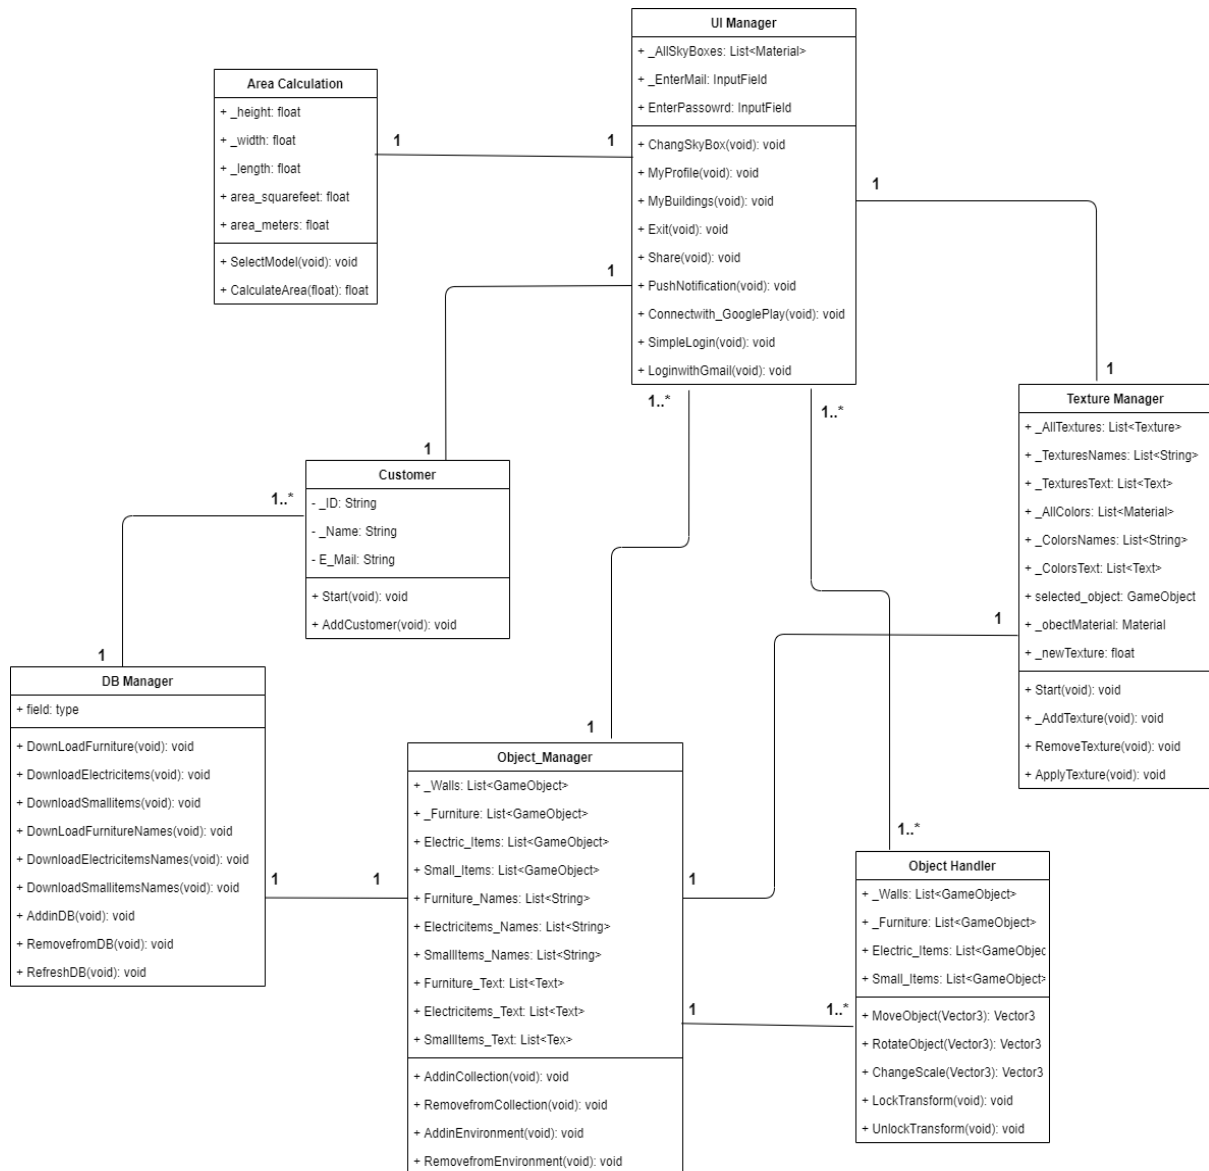 UI Manager
+ _AllSkyBoxes: List<Material>
+ _EnterMail: InputField
+ EnterPassowrd: InputField
+ ChangSkyBox(void): void
+ MyProfile(void): void
+ MyBuildings(void): void
+ Exit(void): void
+ Share(void): void
+ PushNotification(void): void
+ Connectwith_GooglePlay(void): void
+ SimpleLogin(void): void
+ LoginwithGmail(void): void
Area Calculation
+ _height: float
+ _width: float
+ _length: float
+ area_squarefeet: float
+ area_meters: float
+ SelectModel(void): void
+ CalculateArea(float): float
1
1
1
1
1
1
1..*
1..*
Customer
- _ID: String
- _Name: String
- E_Mail: String
+ Start(void): void
+ AddCustomer(void): void
1..*
1
Texture Manager
+ _AllTextures: List<Texture>
+ _TexturesNames: List<String>
+ _TexturesText: List<Text>
+ _AllColors: List<Material>
+ _ColorsNames: List<String>
+ _ColorsText: List<Text>
+ selected_object: GameObject
+ _obectMaterial: Material
+ _newTexture: float
+ Start(void): void
+ _AddTexture(void): void
+ RemoveTexture(void): void
+ ApplyTexture(void): void
1
DB Manager
+ field: type
+ DownLoadFurniture(void): void
+ DownloadElectricitems(void): void
+ DownloadSmallitems(void): void
+ DownLoadFurnitureNames(void): void
+ DownloadElectricitemsNames(void): void
+ DownloadSmallitemsNames(void): void
+ AddinDB(void): void
+ RemovefromDB(void): void
+ RefreshDB(void): void
1
1
1
Object_Manager
+ _Walls: List<GameObject>
+ _Furniture: List<GameObject>
+ Electric_Items: List<GameObject>
+ Small_Items: List<GameObject>
+ Furniture_Names: List<String>
+ Electricitems_Names: List<String>
+ SmallItems_Names: List<String>
+ Furniture_Text: List<Text>
+ Electricitems_Text: List<Text>
+ SmallItems_Text: List<Tex>
+ AddinCollection(void): void
+ RemovefromCollection(void): void
+ AddinEnvironment(void): void
+ RemovefromEnvironment(void): void
1
1
1..*
1..*
Object Handler
+ _Walls: List<GameObject>
+ _Furniture: List<GameObject>
+ Electric_Items: List<GameObjec
+ Small_Items: List<GameObject>
+ MoveObject(Vector3): Vector3
+ RotateObject(Vector3): Vector3
+ ChangeScale(Vector3): Vector3
+ LockTransform(void): void
+ UnlockTransform(void): void